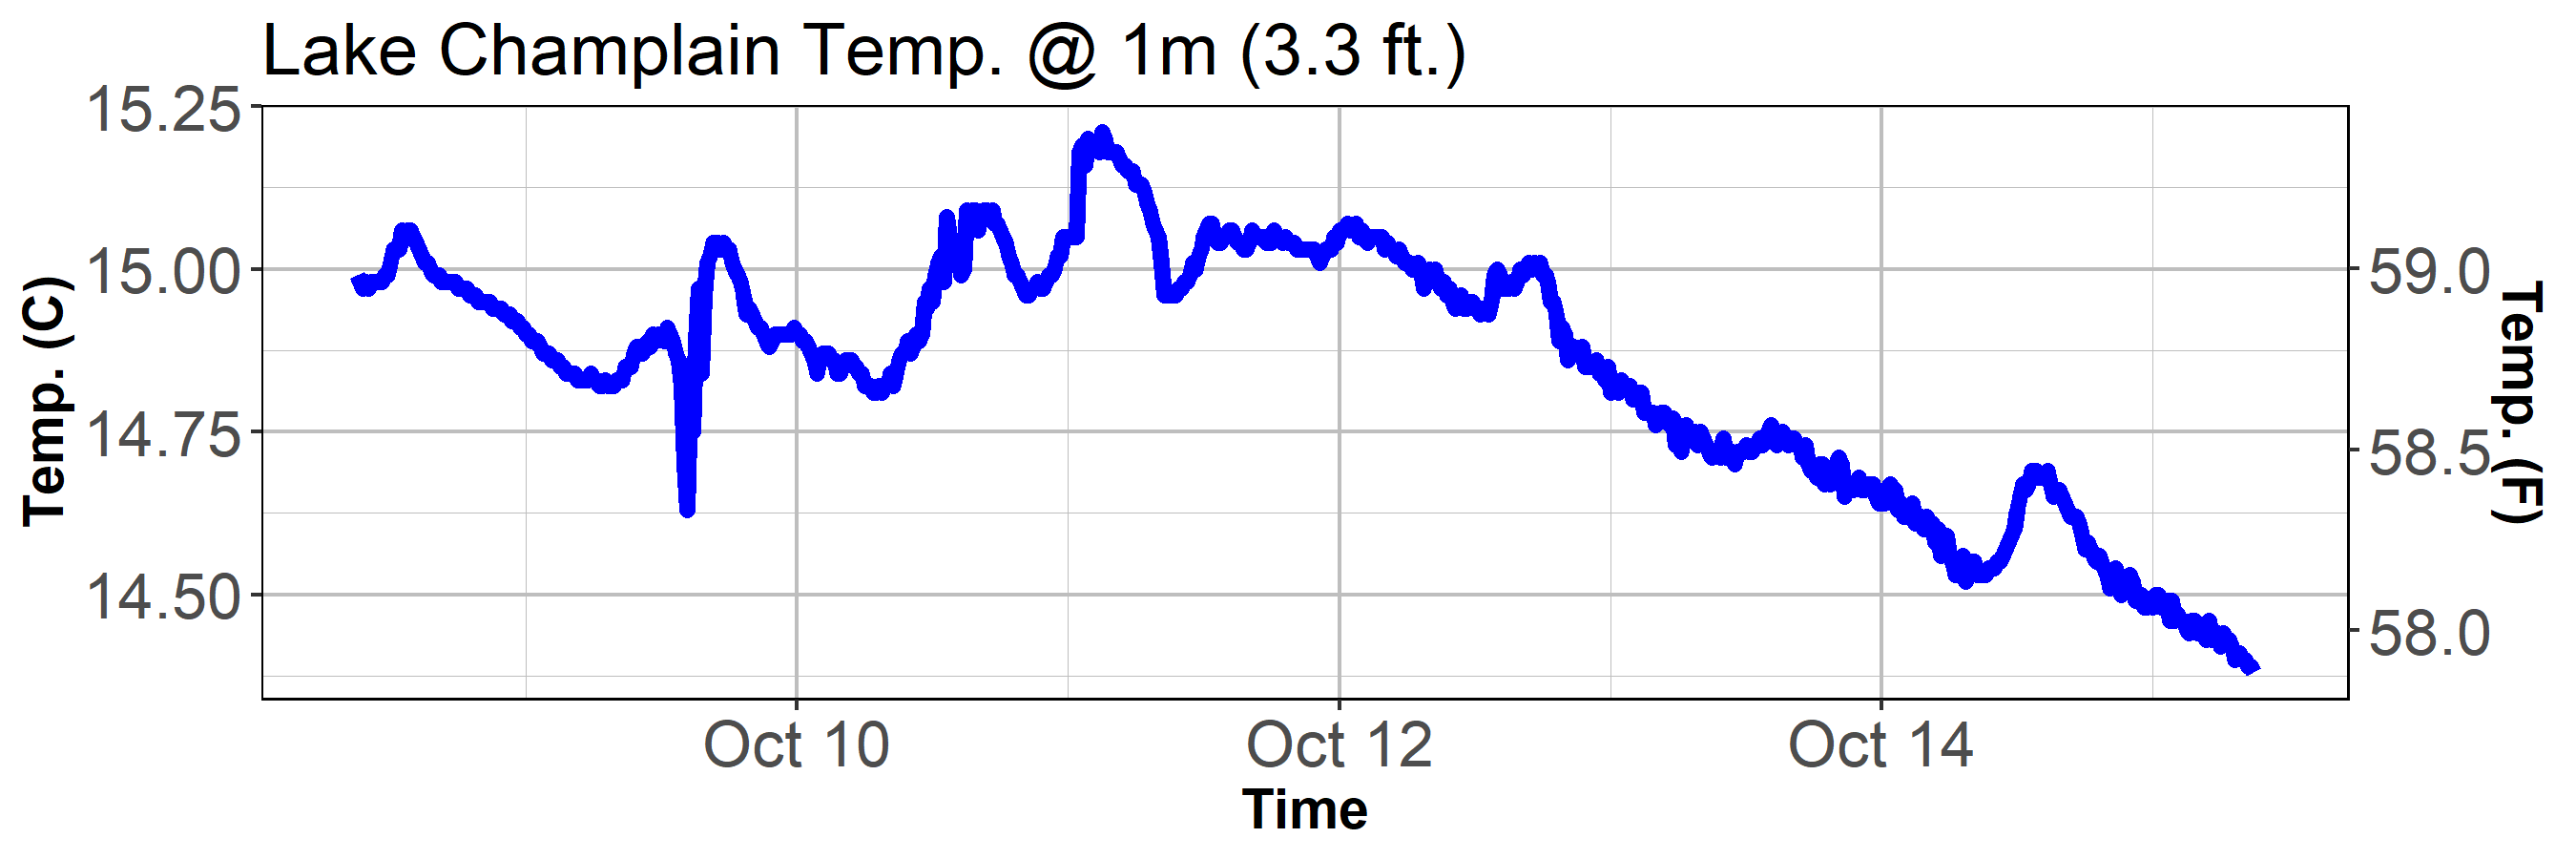 Lake Champlain Temp. @ 1m (3.3 ft.)
15.25
15.00
14.75
14.50
Temp. (C)
59.0
58.5
58.0
Temp. (F)
Oct 10
Oct 12
Oct 14
Time